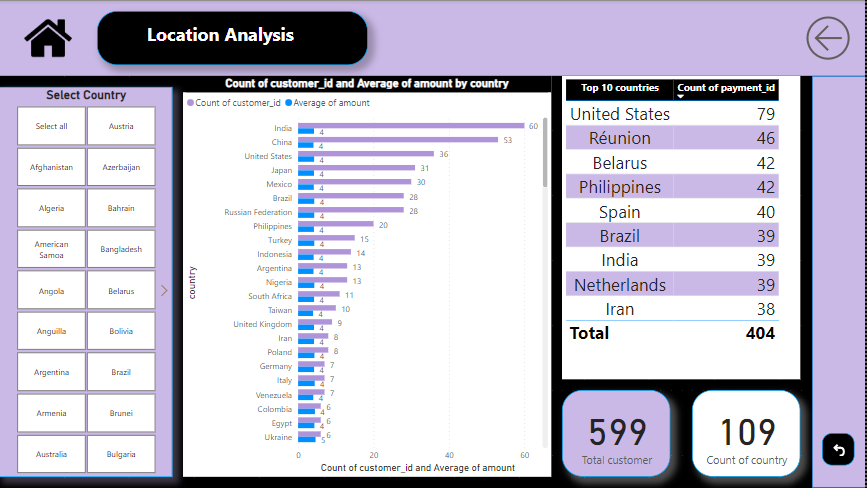 Location Analysis
Select Country
Select all
Austria
Afghanistan
Azerbaijan
Algeria
Bahrain
American
Samoa
Bangladesh
Angola
Belarus
Anguilla
Bolivia
Argentina
Brazil
Armenia
Brunei
Australia
Bulgaria
Count of customer_id and Average of amount by country
Count of customer_id Average of amount
country
India 60 4
China 53 4
United States 36 4
Japan 31 4
Mexico 30 4
Brazil 28 4
Russian Federation 28 4
Philippines 20 4
Turkey 15 4
Indonesia 14 4
Argentina 13 4
Nigeria 13 4
South Africa 11 4
Taiwan 10 4
United Kingdom 9 4
Iran 8 4
Poland 8 4
Germany 7 4
Italy 7 4
Venezuela 7 4
Colombia 6 4
Egypt 6 4
Ukraine 6 5
0 20 40 60
Count of customer_id and Average of amount
Top 10 countries Count of payment_id
United States 79
Réunion 46
Belarus 42
Philippines 42
Spain 40
Brazil 39
India 39
Netherlands 39
Iran 38
Total 404
599
Total customer
109
Count of country